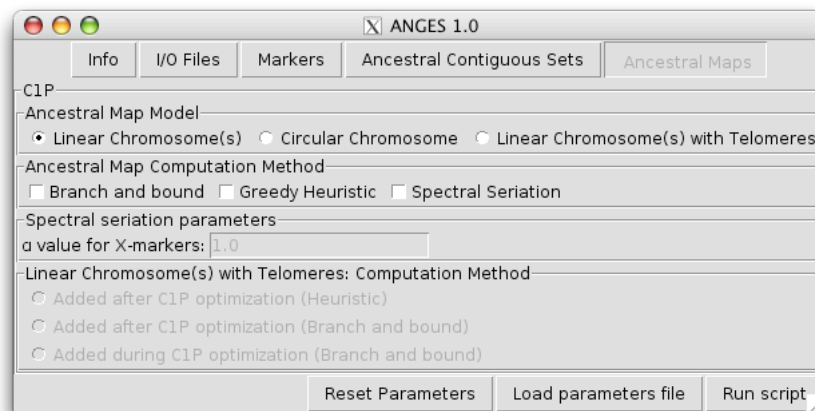 X ANGES 1.0
Info I/O Files Markers Ancestral Contiguous Sets Ancestral Maps
C1P
Ancestral Map Model
Linear Chromosome(s) Circular Chromosome Linear Chromosome(s) with Telomeres
Ancestral Map Computation Method
Branch and bound Greedy Heuristic Spectral Seriation
Spectral seriation parameters
α value for X-markers: 1.0
Linear Chromosome(s) with Telomeres: Computation Method
Added after C1P optimization (Heuristic)
Added after C1P optimization (Branch and bound)
Added during C1P optimization (Branch and bound)
Reset Parameters Load parameters file Run script